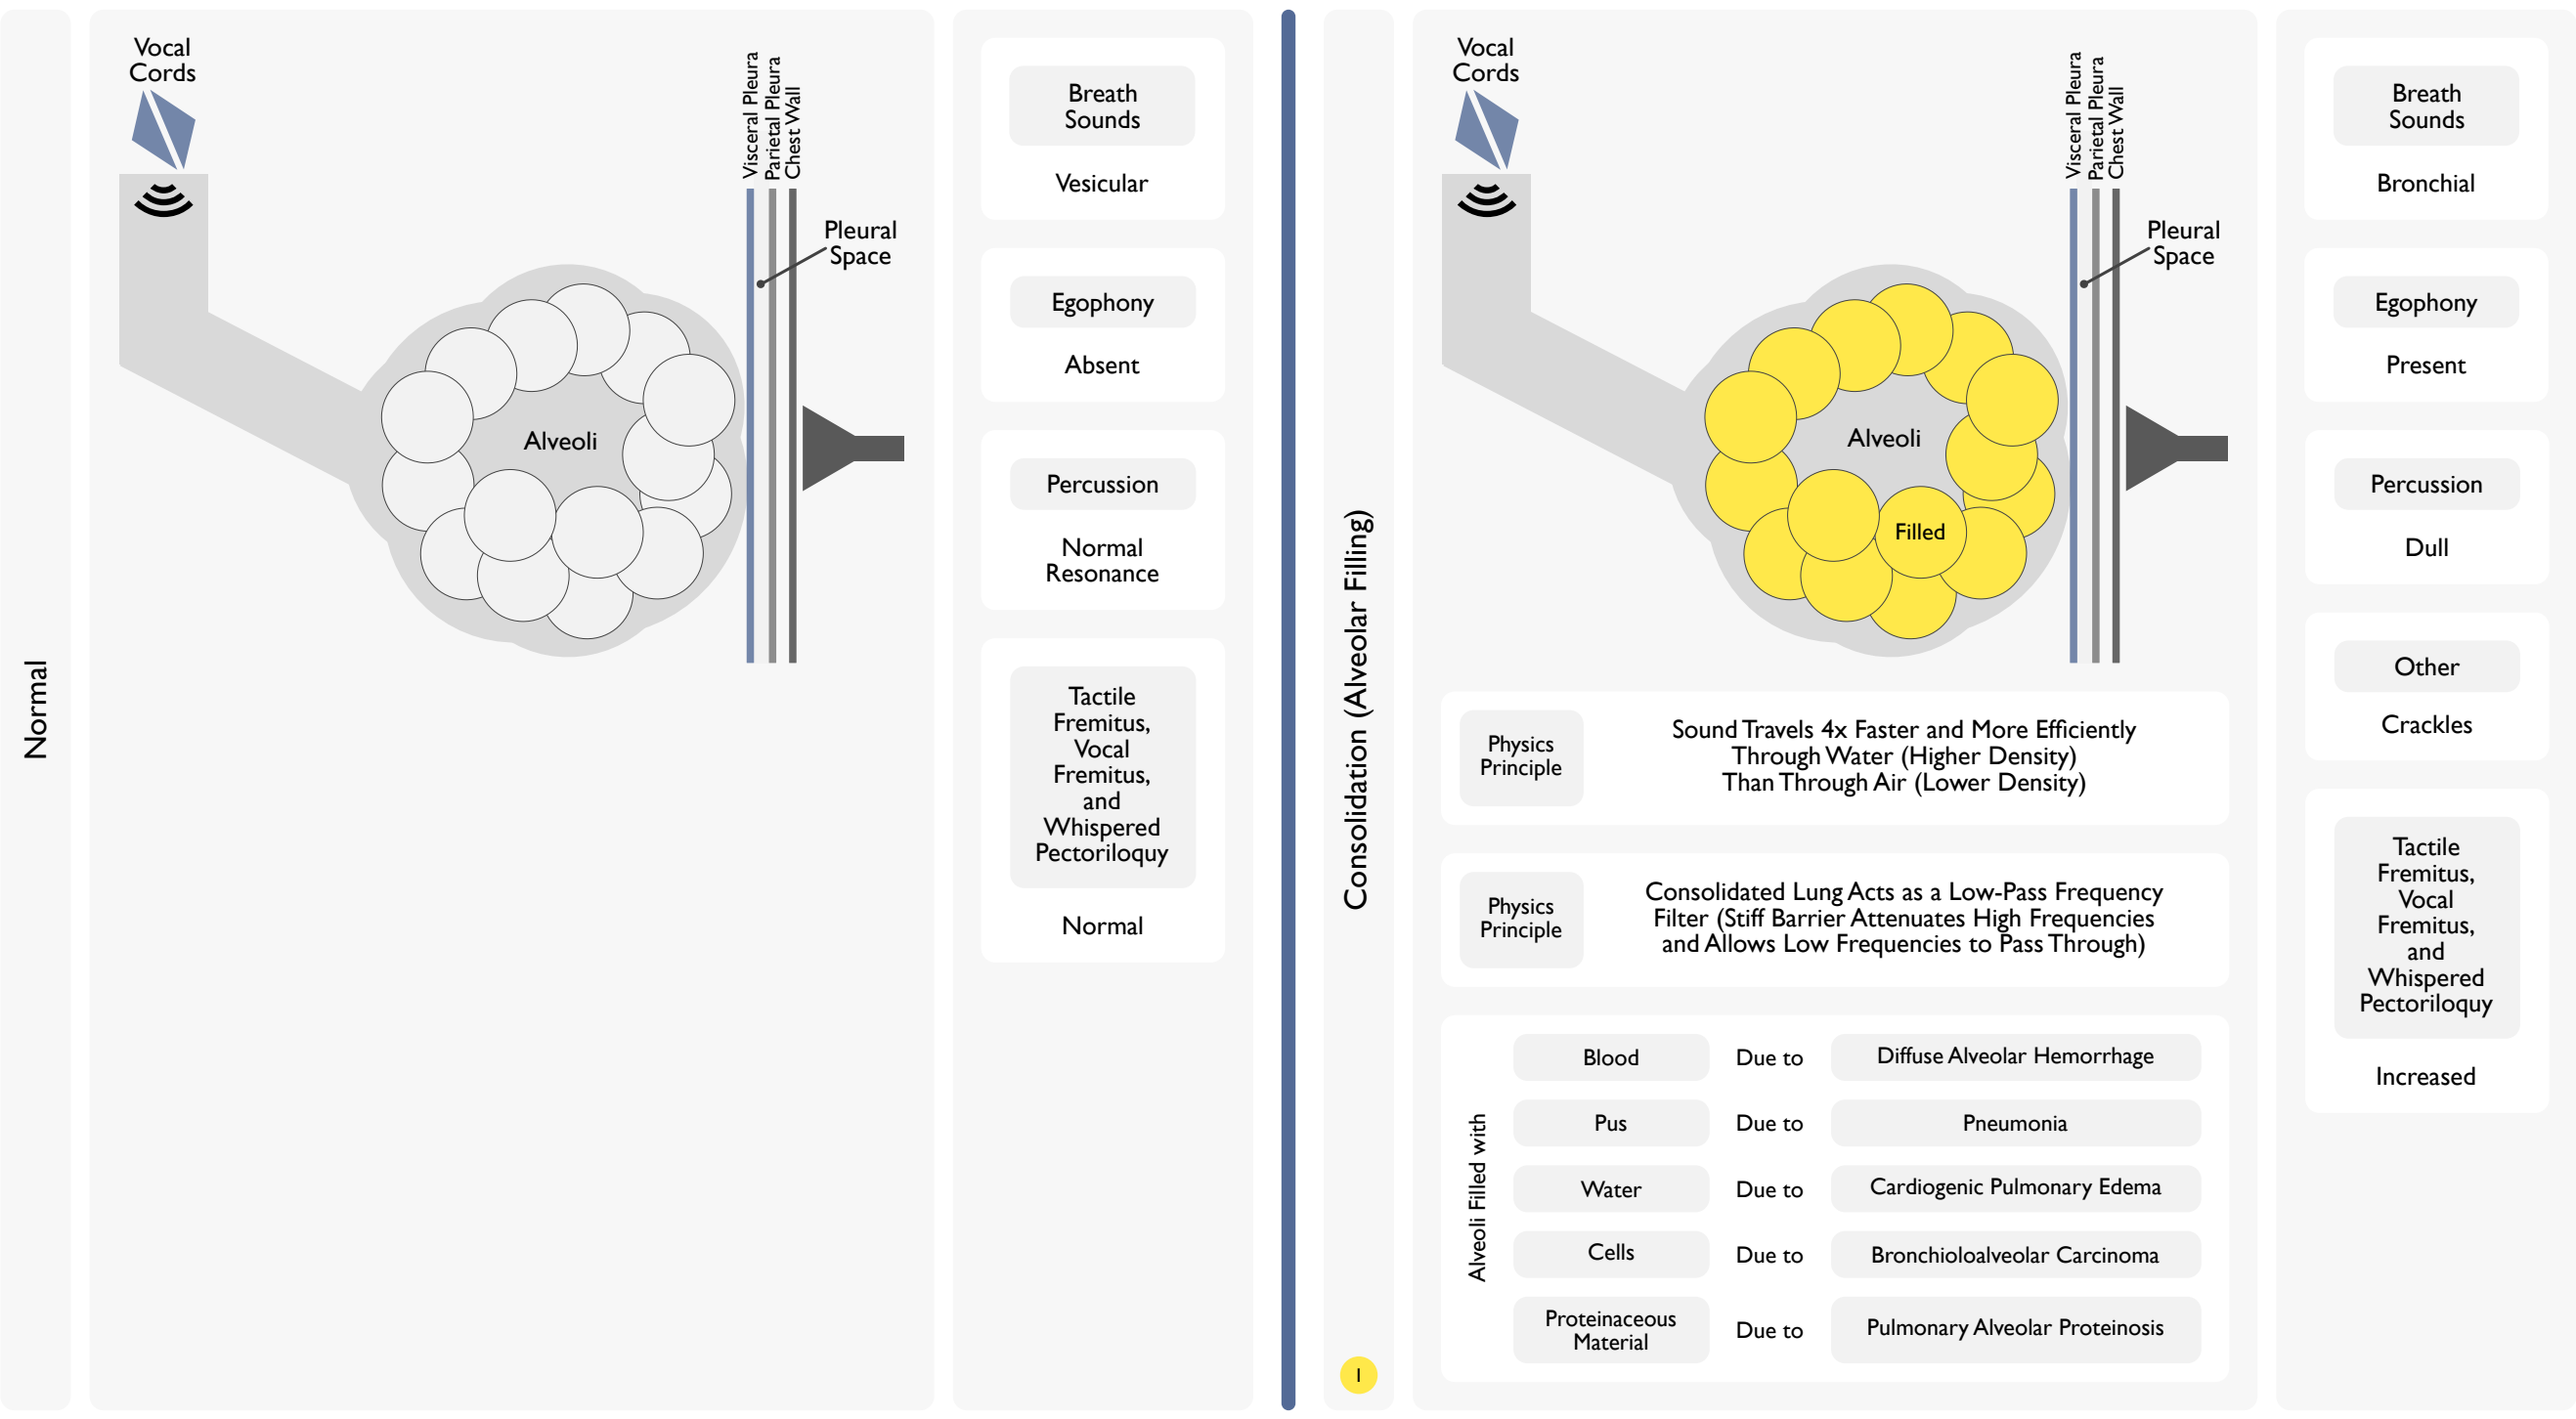 Normal
Vocal
Cords
Visceral Pleura
Parietal Pleura
Chest Wall
Pleural
Space
Alveoli
Breath
Sounds
Vesicular
Egophony
Absent
Percussion
Normal
Resonance
Tactile
Fremitus,
Vocal
Fremitus,
and
Whispered
Pectoriloquy
Normal
Consolidation (Alveolar Filling)
1
Vocal
Cords
Visceral Pleura
Parietal Pleura
Chest Wall
Pleural
Space
Alveoli
Filled
Physics
Principle
Sound Travels 4x Faster and More Efficiently
Through Water (Higher Density)
Than Through Air (Lower Density)
Physics
Principle
Consolidated Lung Acts as a Low-Pass Frequency
Filter (Stiff Barrier Attenuates High Frequencies
and Allows Low Frequencies to Pass Through)
Alveoli Filled with
Blood Due to Diffuse Alveolar Hemorrhage
Pus Due to Pneumonia
Water Due to Cardiogenic Pulmonary Edema
Cells Due to Bronchioloalveolar Carcinoma
Proteinaceous
Material Due to Pulmonary Alveolar Proteinosis
Breath
Sounds
Bronchial
Egophony
Present
Percussion
Dull
Other
Crackles
Tactile
Fremitus,
Vocal
Fremitus,
and
Whispered
Pectoriloquy
Increased